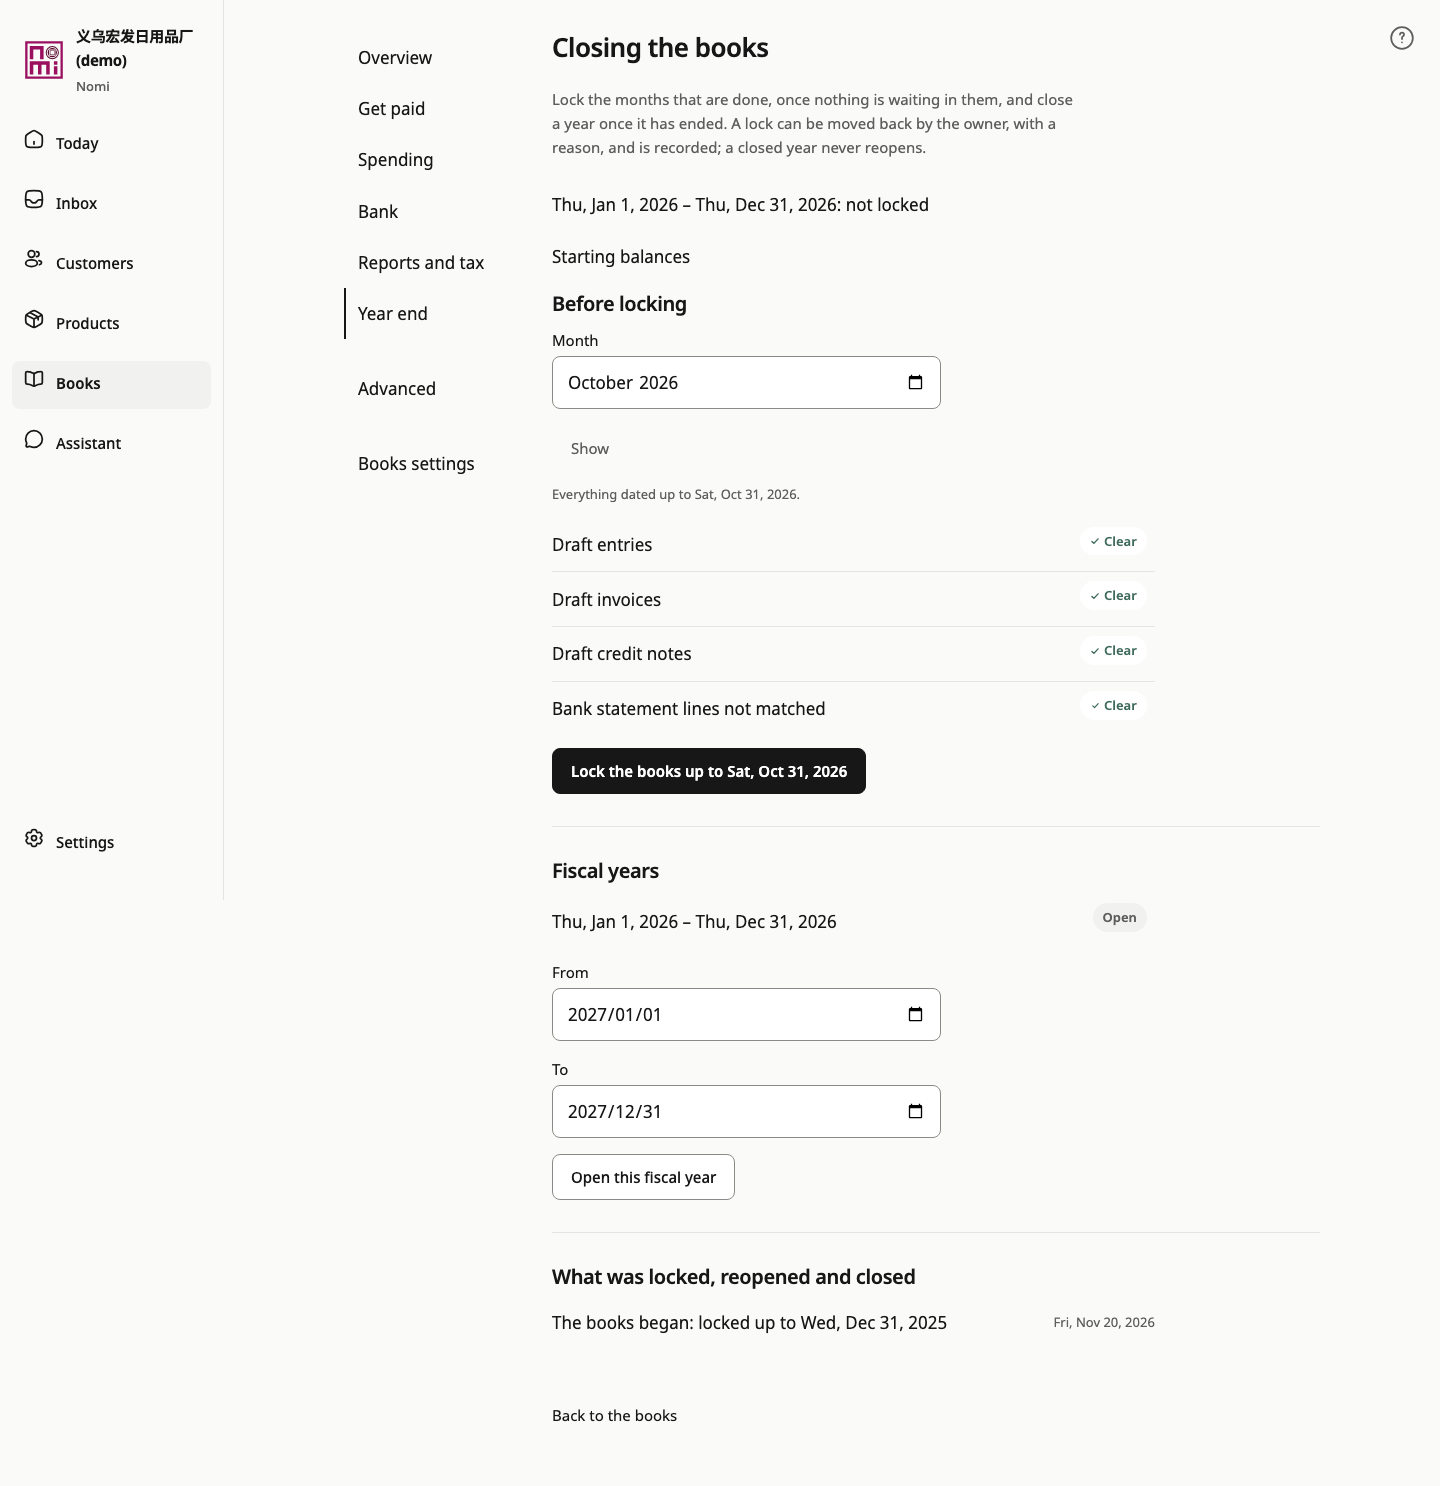 义乌宏发日用品厂
(demo)
Nomi
Today
Inbox
Customers
Products
Books
Assistant
Settings
Overview
Get paid
Spending
Bank
Reports and tax
Year end
Advanced
Books settings
Closing the books
Lock the months that are done, once nothing is waiting in them, and close
a year once it has ended. A lock can be moved back by the owner, with a
reason, and is recorded; a closed year never reopens.
Thu, Jan 1, 2026 – Thu, Dec 31, 2026: not locked
Starting balances
Before locking
Month
October 2026
Show
Everything dated up to Sat, Oct 31, 2026.
Draft entries
Clear
Draft invoices
Clear
Draft credit notes
Clear
Bank statement lines not matched
Clear
Lock the books up to Sat, Oct 31, 2026
Fiscal years
Thu, Jan 1, 2026 – Thu, Dec 31, 2026
Open
From
2027/01/01
To
2027/12/31
Open this fiscal year
What was locked, reopened and closed
The books began: locked up to Wed, Dec 31, 2025
Fri, Nov 20, 2026
Back to the books